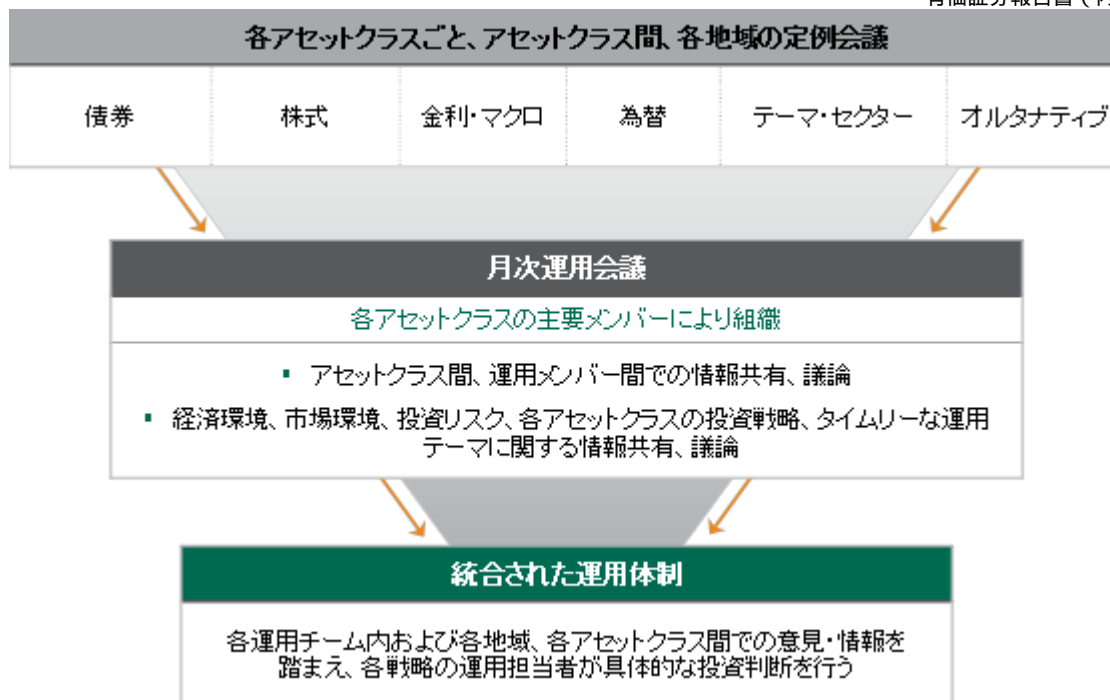 各アセットクラスごと、アセットクラス間、各地域の定例会議
債券 株式 金利・マクロ 為替 テーマ・セクター オルタナティブ
月次運用会議
各アセットクラスの主要メンバーにより組織
▪ アセットクラス間、運用メンバー間での情報共有、議論
▪ 経済環境、市場環境、投資リスク、各アセットクラスの投資戦略、タイムリーな運用
テーマに関する情報共有、議論
統合された運用体制
各運用チーム内および各地域、各アセットクラス間での意見・情報を
踏まえ、各戦略の運用担当者が具体的な投資判断を行う